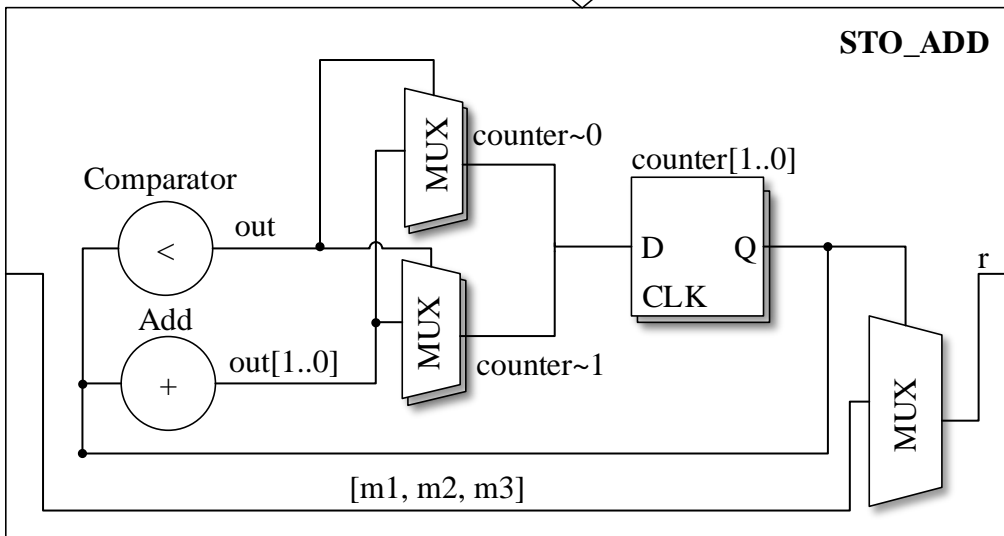 STO_ADD
MUX
counter~0
counter[1..0]
Comparator
<
out
D
Q
CLK
r
Add
+
out[1..0]
MUX
counter~1
MUX
[m1, m2, m3]